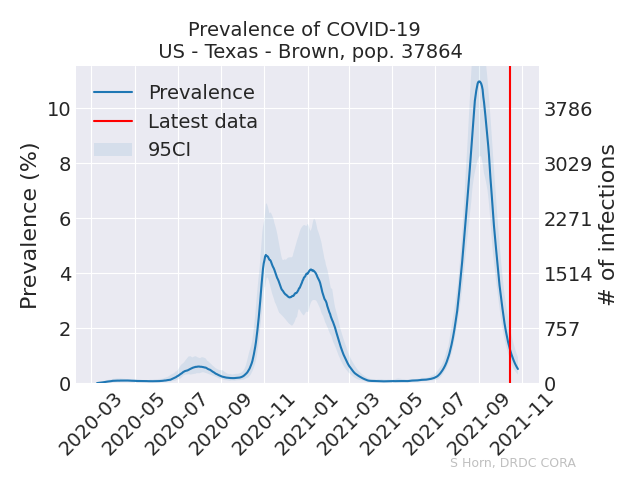 Prevalence of COVID-19
US - Texas - Brown, pop. 37864
Prevalence
Latest data
95CI
Prevalence (%)
10
8
6
4
2
0
3786
3029
2271
1514
757
0
# of infections
2020-03
2020-05
2020-07
2020-09
2020-11
2021-01
2021-03
2021-05
2021-07
2021-09
2021-11
S Horn, DRDC CORA